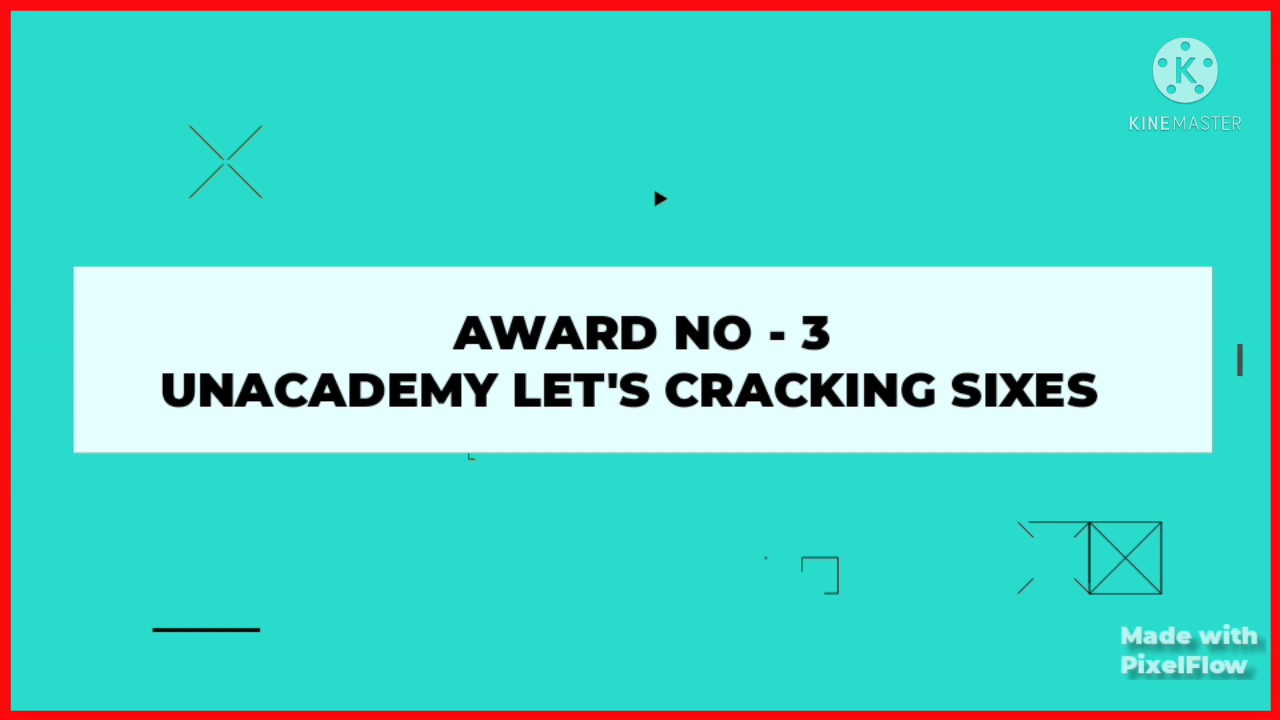 K
KINEMASTER
AWARD NO - 3
UNACADEMY LET'S CRACKING SIXES
Made with
PixelFlow